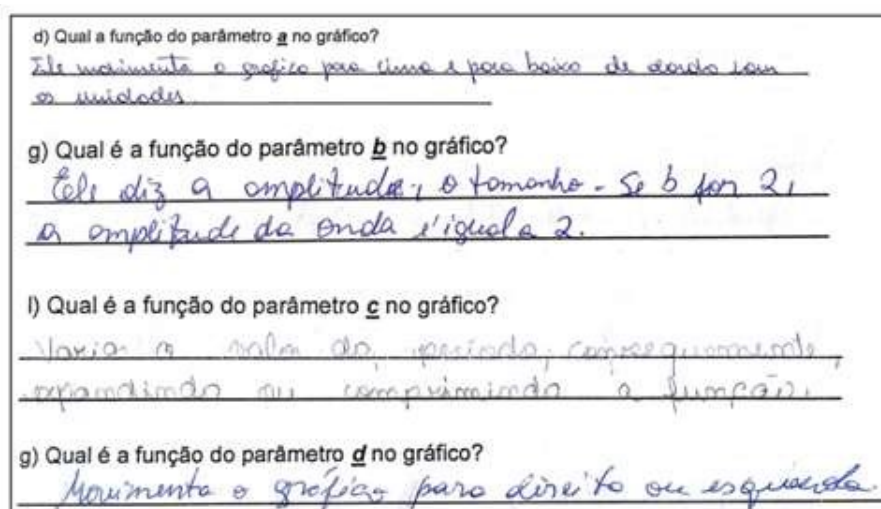 d) Qual a função do parâmetro a no gráfico?
Ele movimenta o gráfico para cima e para baixo de acordo com
as unidades
g) Qual é a função do parâmetro b no gráfico?
Ele diz a amplitude, o tamanho. Se b for 2,
a amplitude da onda é igual a 2.
l) Qual é a função do parâmetro c no gráfico?
Varia o valor do período, consequemente,
expandindo ou comprimindo a função.
g) Qual é a função do parâmetro d no gráfico?
Movimenta o gráfico para direita ou esquerda.